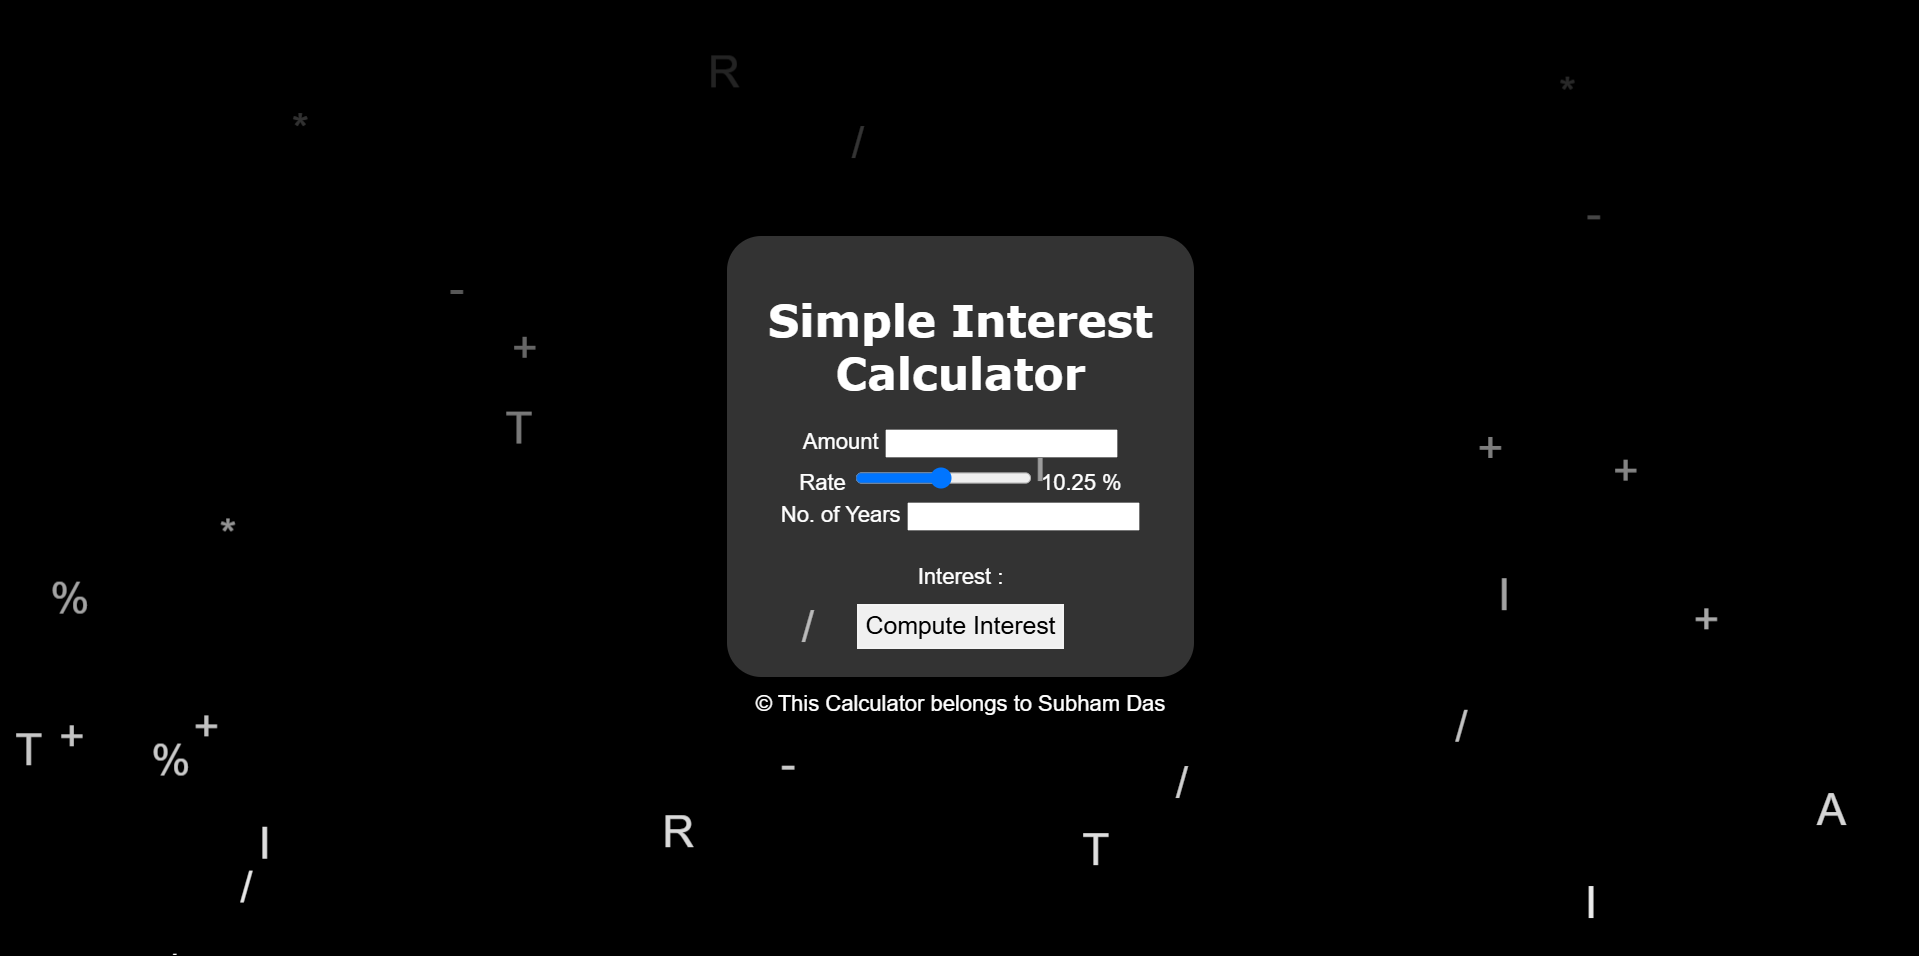 R
*
*
/
-
-
+
T
+
+
Simple Interest
Calculator
Amount
Rate 10.25 %
No. of Years
*
%
Interest :
I
+
/ Compute Interest
© This Calculator belongs to Subham Das
+
/
T +
%
-
/
A
R
I
T
/
I